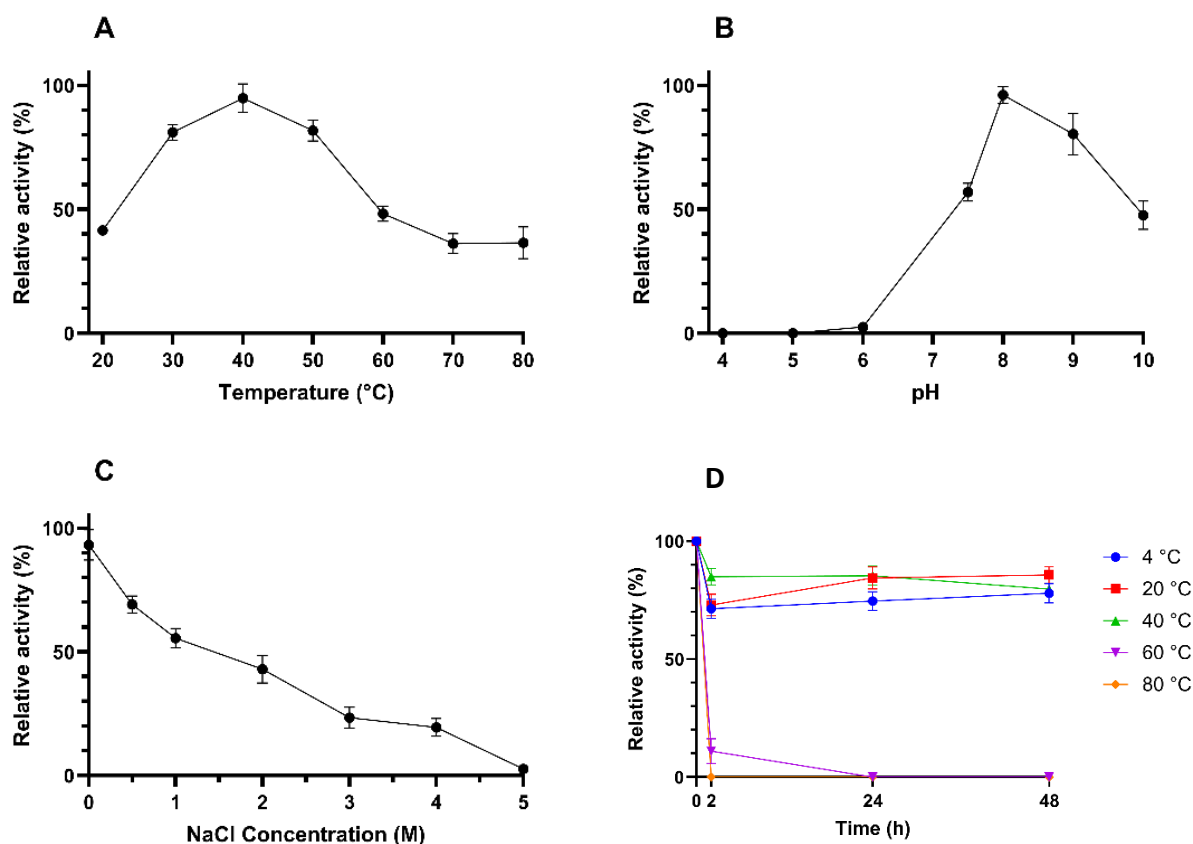 A
Relative activity (%)
100
50
0
20 30 40 50 60 70 80
Temperature (°C)
B
Relative activity (%)
100
50
0
4 5 6 7 8 9 10
pH
C
Relative activity (%)
100
50
0
0 1 2 3 4 5
NaCl Concentration (M)
D
Relative activity (%)
100
50
0
0 2 24 48
Time (h)
4 °C
20 °C
40 °C
60 °C
80 °C